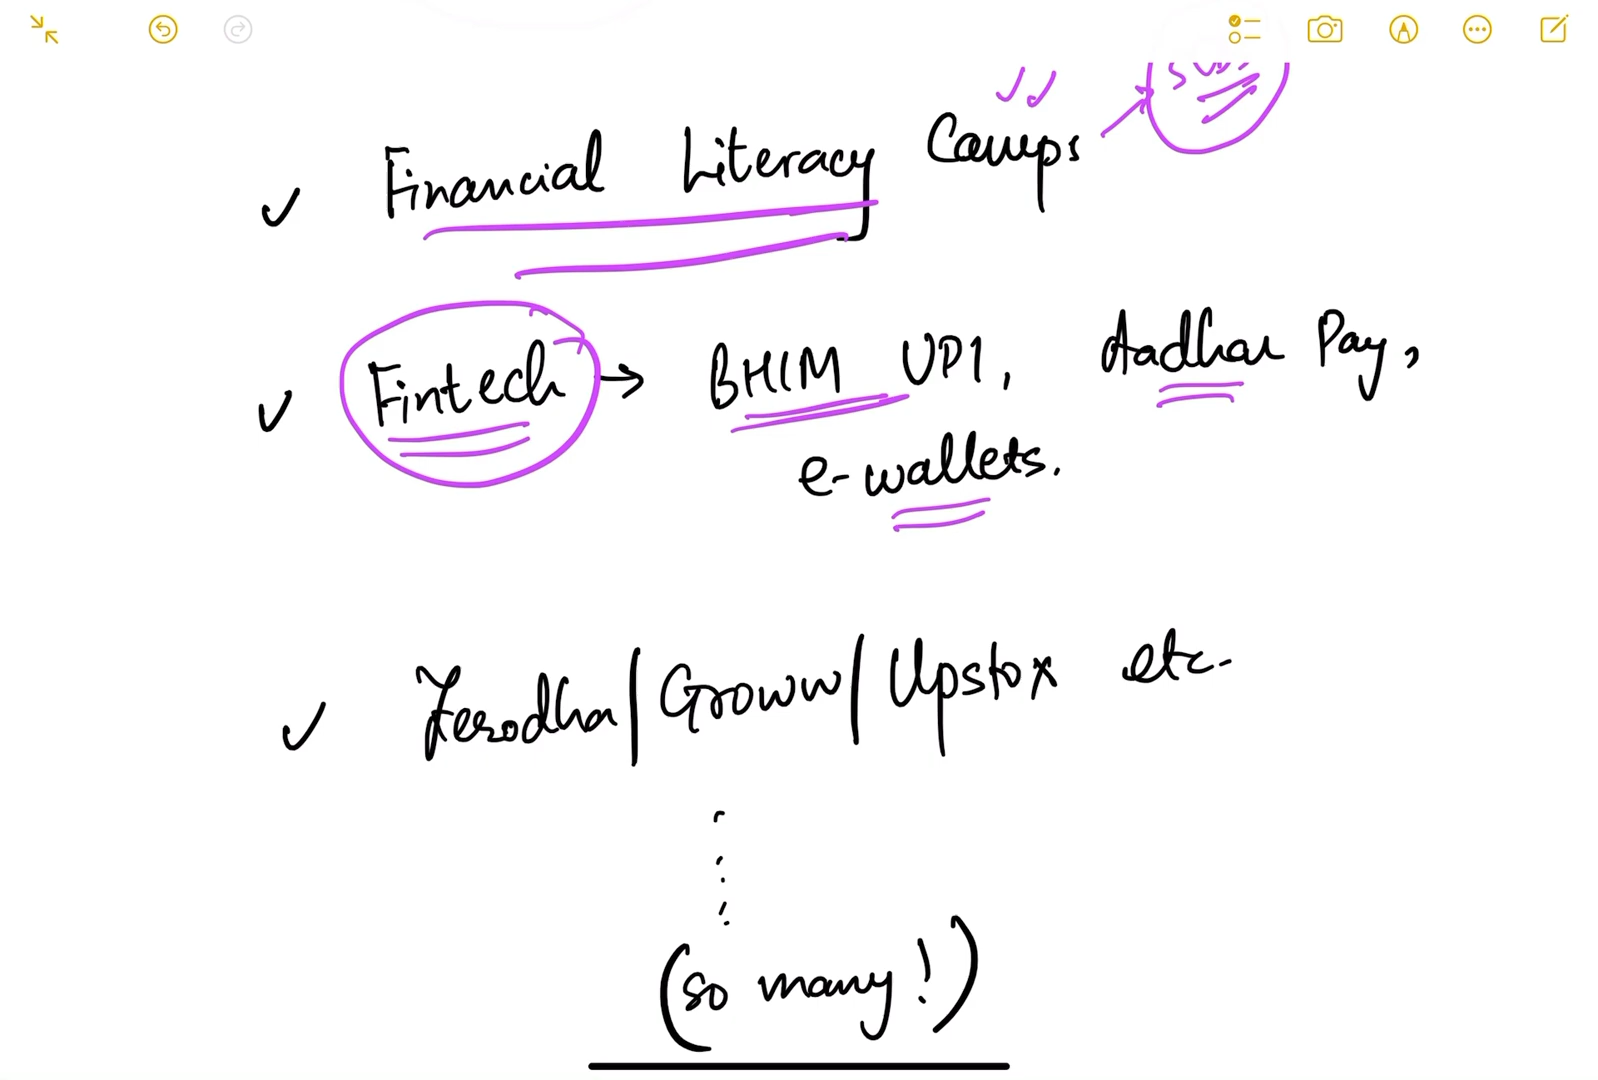 ✓ Financial Literacy Camps →
✓ Fintech → BHIM UPI, Aadhar Pay,
e-wallets.
✓ Zerodha/Groww/Upstox etc.
(so many!)